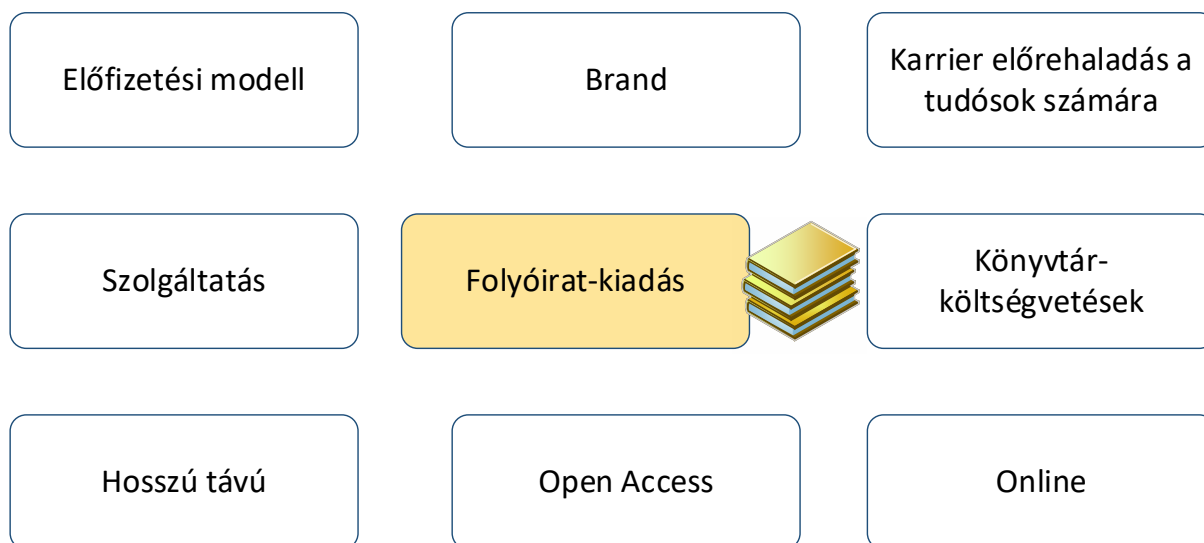 Előfizetési modell
Brand
Karrier előrehaladás a
tudósok számára
Szolgáltatás
Folyóirat-kiadás
Könyvtár-
költségvetések
Hosszú távú
Open Access
Online